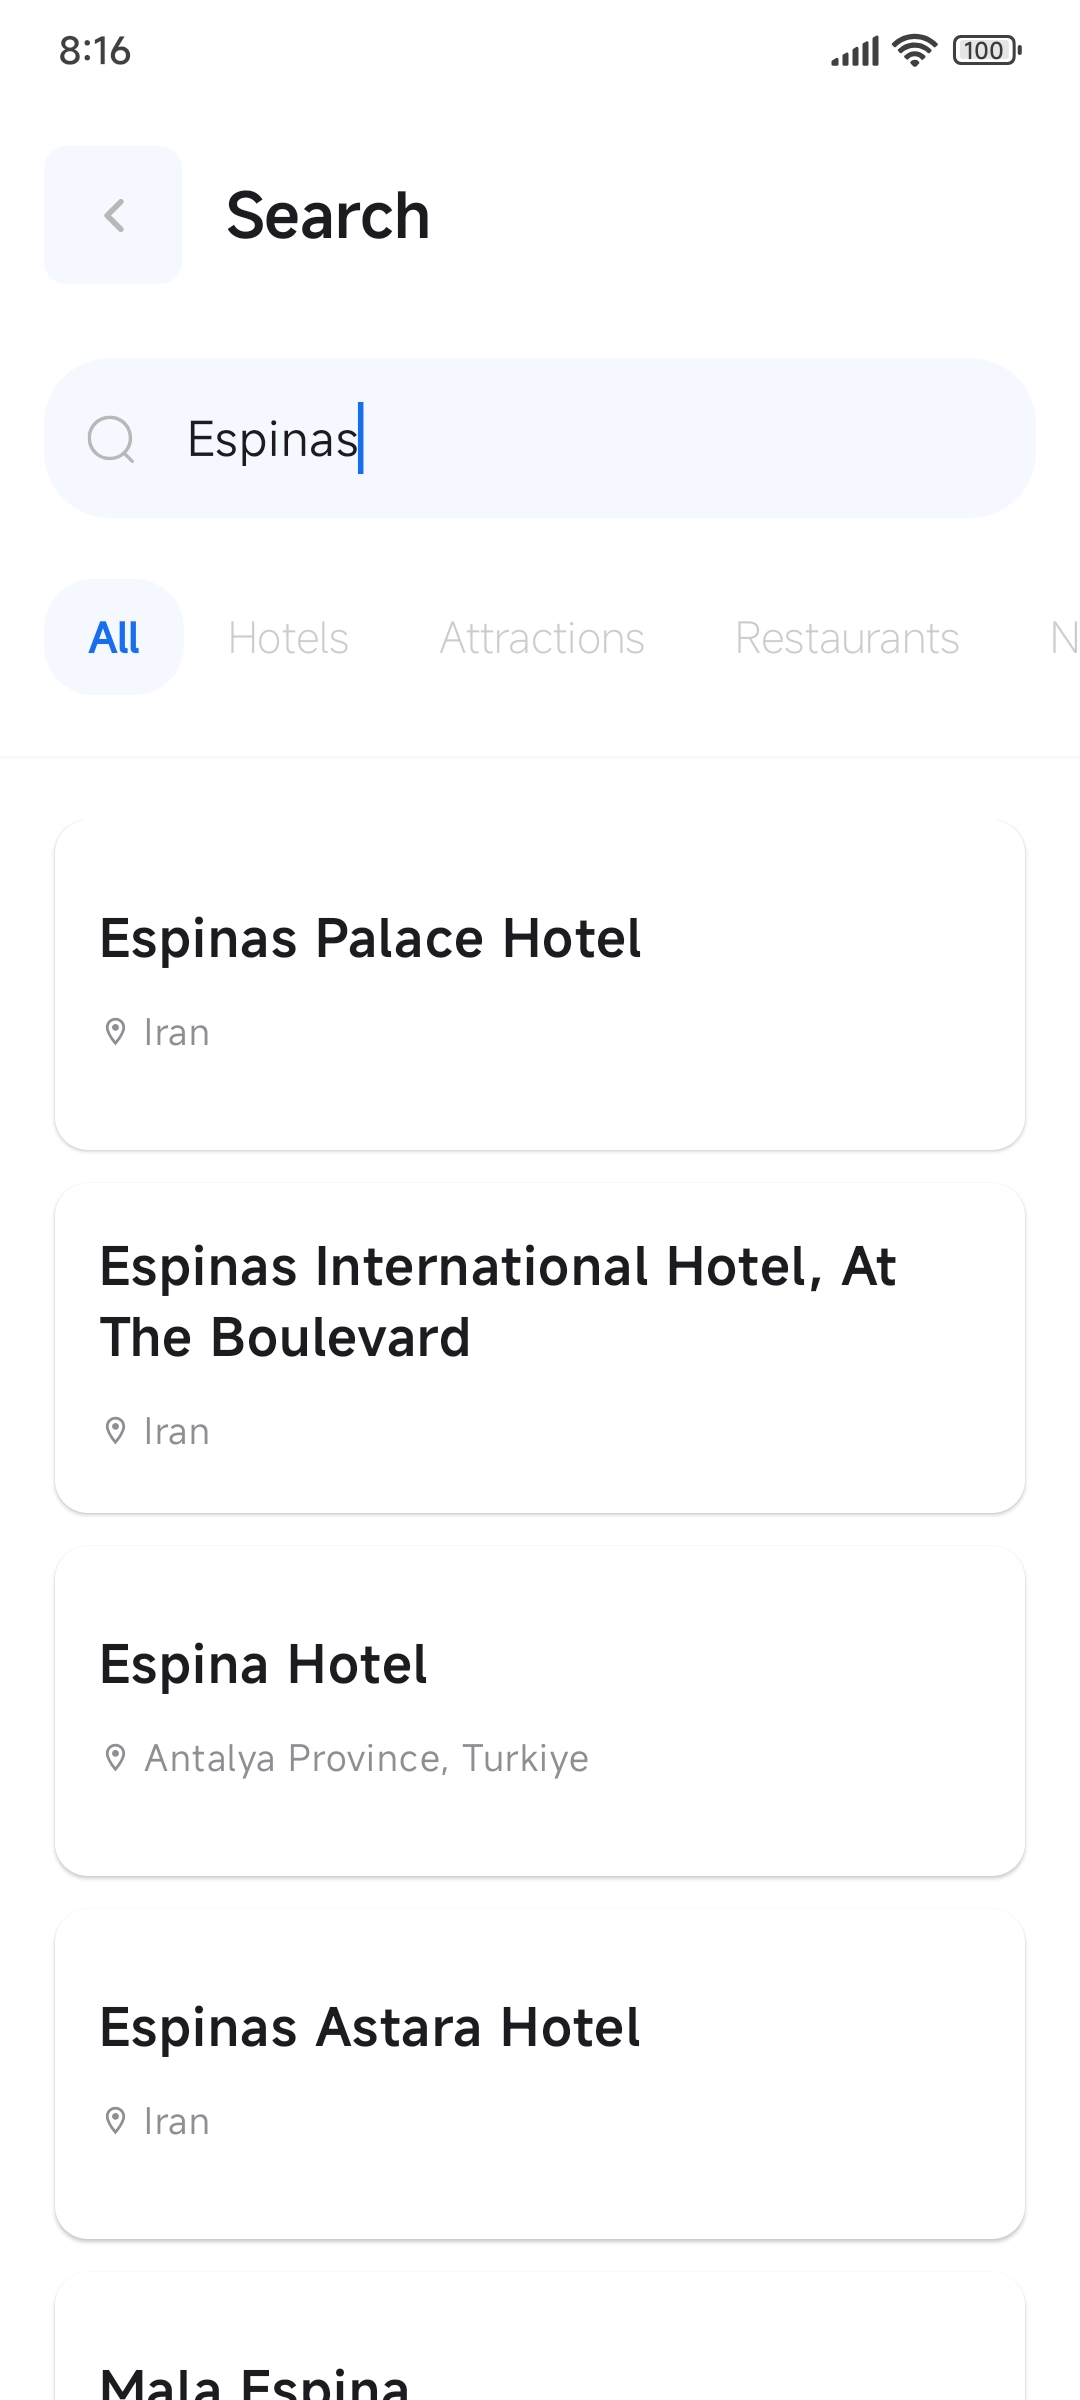 8:16
100
Search
Espinas
All Hotels Attractions Restaurants N
Espinas Palace Hotel
Iran
Espinas International Hotel, At
The Boulevard
Iran
Espina Hotel
Antalya Province, Turkiye
Espinas Astara Hotel
Iran
Mala Espina